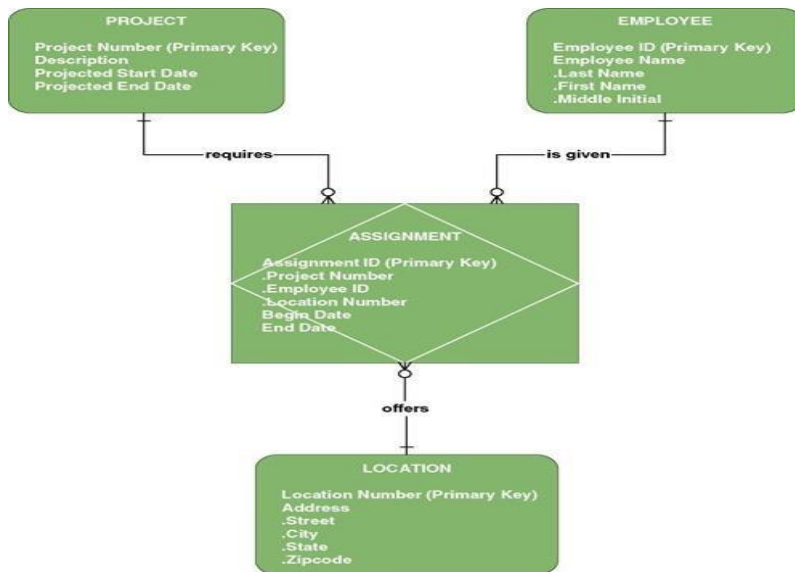 PROJECT
Project Number (Primary Key)
Description
Projected Start Date
Projected End Date
EMPLOYEE
Employee ID (Primary Key)
Employee Name
.Last Name
.First Name
.Middle Initial
requires
is given
ASSIGNMENT
Assignment ID (Primary Key)
.Project Number
.Employee ID
.Location Number
Begin Date
End Date
offers
LOCATION
Location Number (Primary Key)
Address
.Street
.City
.State
.Zipcode